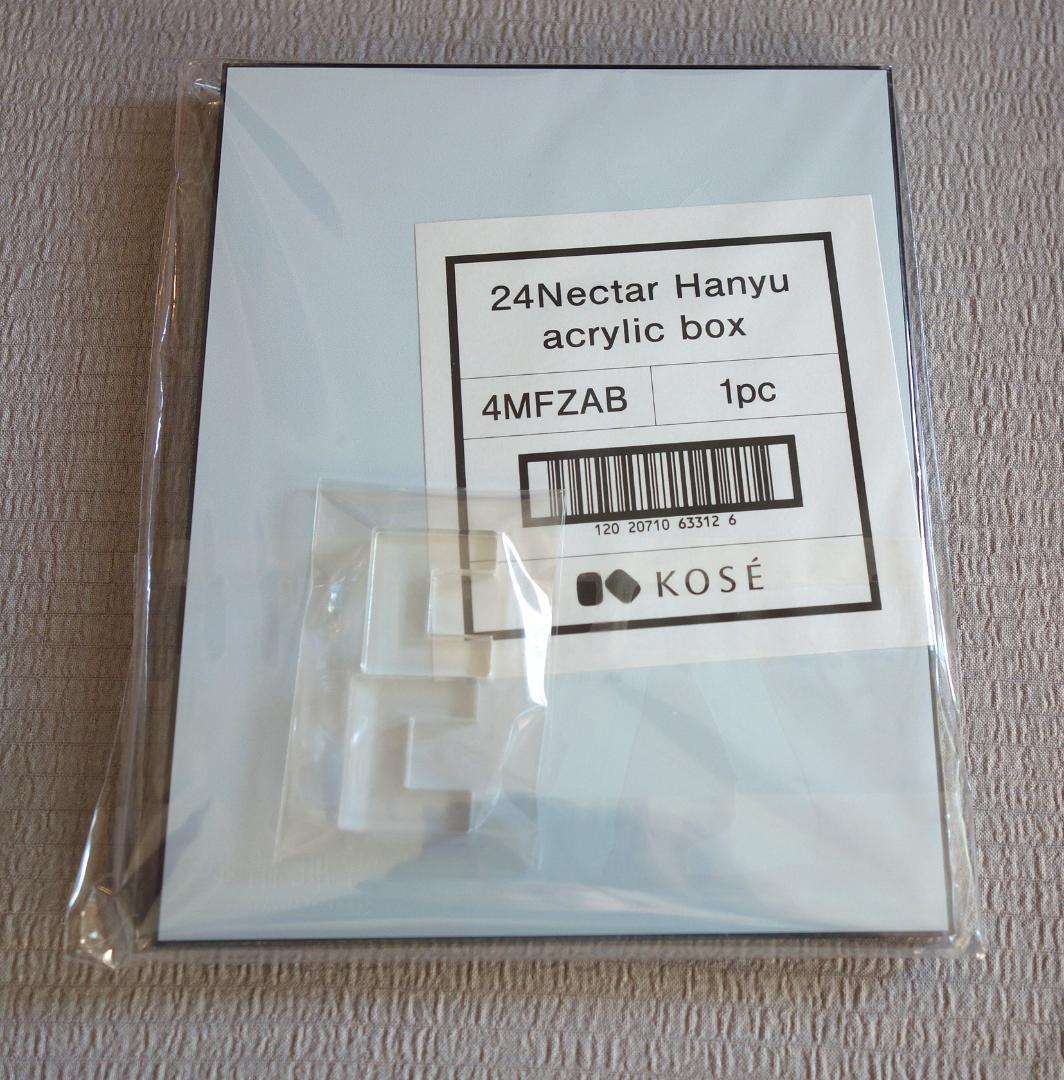 24Nectar Hanyu
acrylic box
4MFZAB 1pc
120 20710 63312 6
KOSÉ